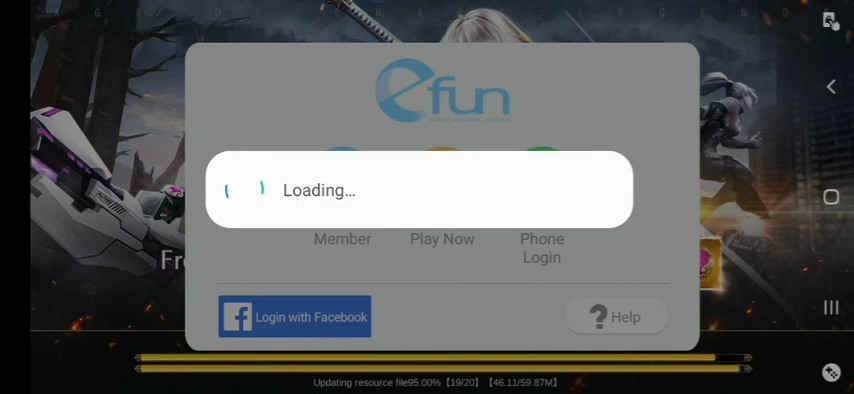 efun
Loading...
Member
Play Now
Phone
Login
Fr
Login with Facebook
? Help
Updating resource file95.00%【19/20】【46.11/59.87M】